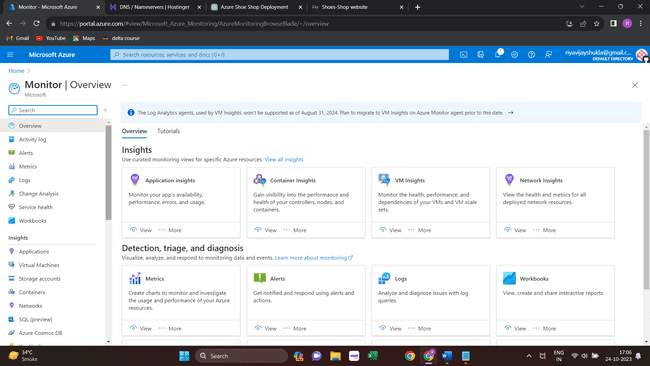 Monitor - Microsoft Azure
DNS / Nameservers | Hostinger
Azure Shoe Shop Deployment
Shoes-Shop website
https://portal.azure.com/#view/Microsoft_Azure_Monitoring/AzureMonitoringBrowseBlade/~/overview
Gmail
YouTube
Maps
delta course
Microsoft Azure
Search resources, services, and docs (G+/)
1
riyavijayshukla@gmail.c...
DEFAULT DIRECTORY
Home
Monitor | Overview
Microsoft
Search
Overview
Activity log
Alerts
Metrics
Logs
Change Analysis
Service health
Workbooks
Insights
Applications
Virtual Machines
Storage accounts
Containers
Networks
SQL (preview)
Azure Cosmos DB
The Log Analytics agents, used by VM Insights, won't be supported as of August 31, 2024. Plan to migrate to VM Insights on Azure Monitor agent prior to this date.
Overview Tutorials
Insights
Use curated monitoring views for specific Azure resources. View all insights
Application insights
Monitor your app's availability,
performance, errors, and usage.
View ··· More
Container Insights
Gain visibility into the performance and
health of your controllers, nodes, and
containers.
View ··· More
VM Insights
Monitor the health, performance, and
dependencies of your VMs and VM scale
sets.
View ··· More
Network Insights
View the health and metrics for all
deployed network resources.
View ··· More
Detection, triage, and diagnosis
Visualize, analyze, and respond to monitoring data and events. Learn more about monitoring
Metrics
Create charts to monitor and investigate
the usage and performance of your Azure
resources.
View ··· More
Alerts
Get notified and respond using alerts and
actions.
View ··· More
Logs
Analyze and diagnose issues with log
queries.
View ··· More
Workbooks
View, create and share interactive reports.
View ··· More
34°C
Smoke
Search
ENG
IN
17:06
24-10-2023